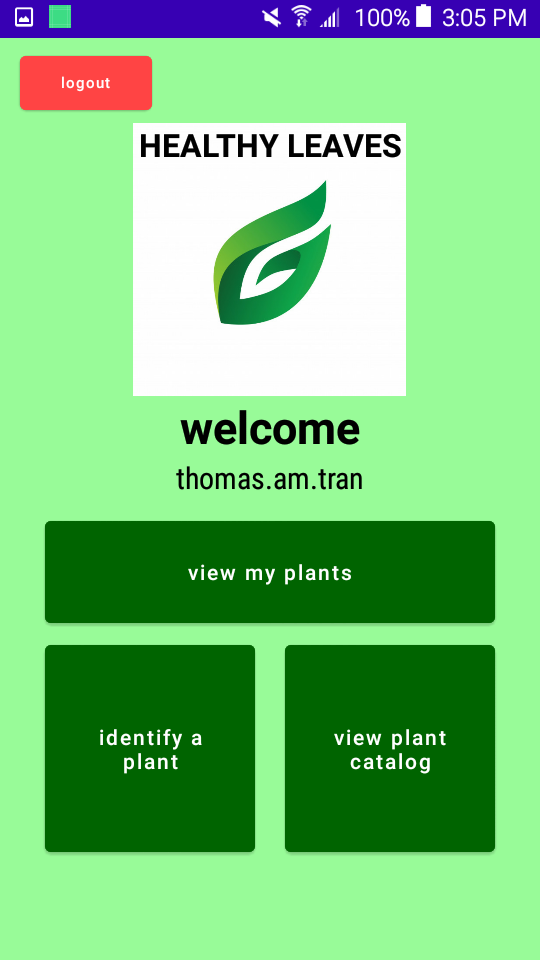 100% 3:05 PM
logout
HEALTHY LEAVES
welcome
thomas.am.tran
view my plants
identify a
plant
view plant
catalog